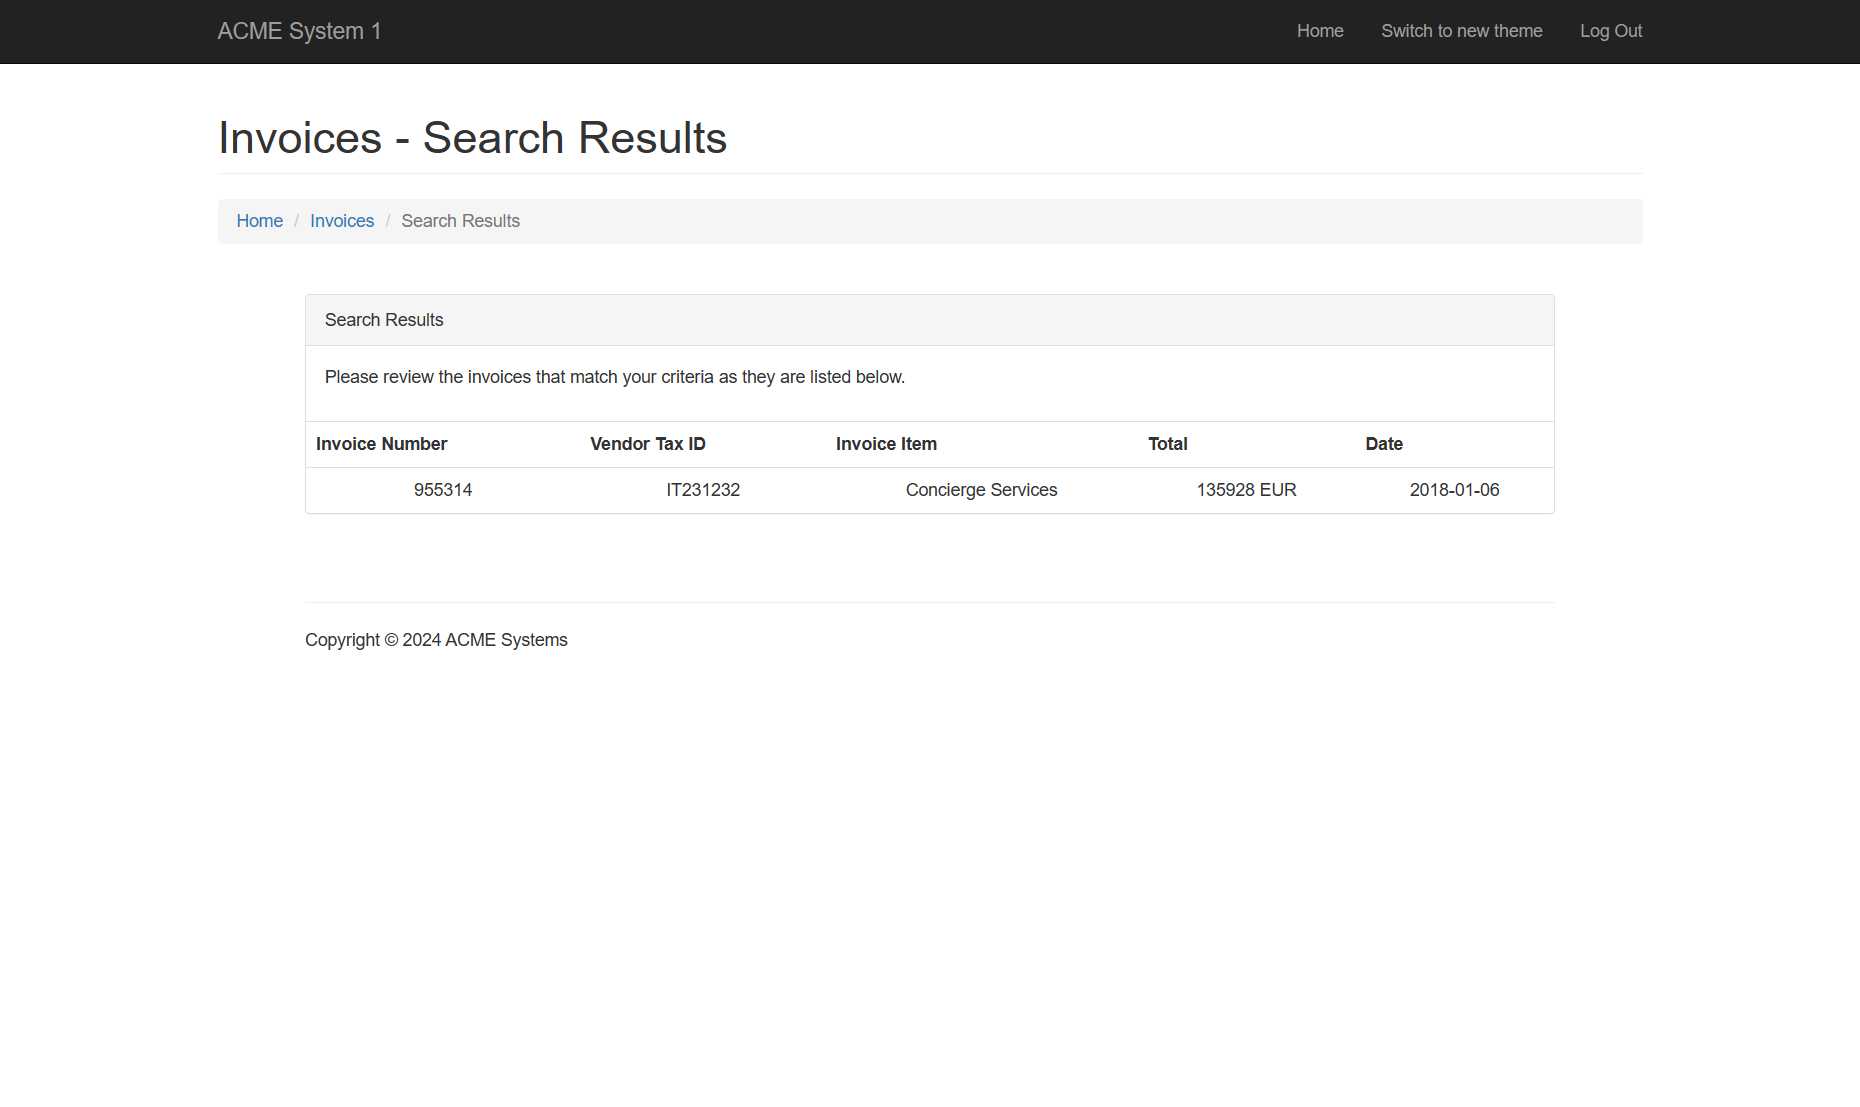 ACME System 1 Home Switch to new theme Log Out
Invoices - Search Results
Home / Invoices / Search Results
Search Results
Please review the invoices that match your criteria as they are listed below.
Invoice Number Vendor Tax ID Invoice Item Total Date
955314 IT231232 Concierge Services 135928 EUR 2018-01-06
Copyright © 2024 ACME Systems